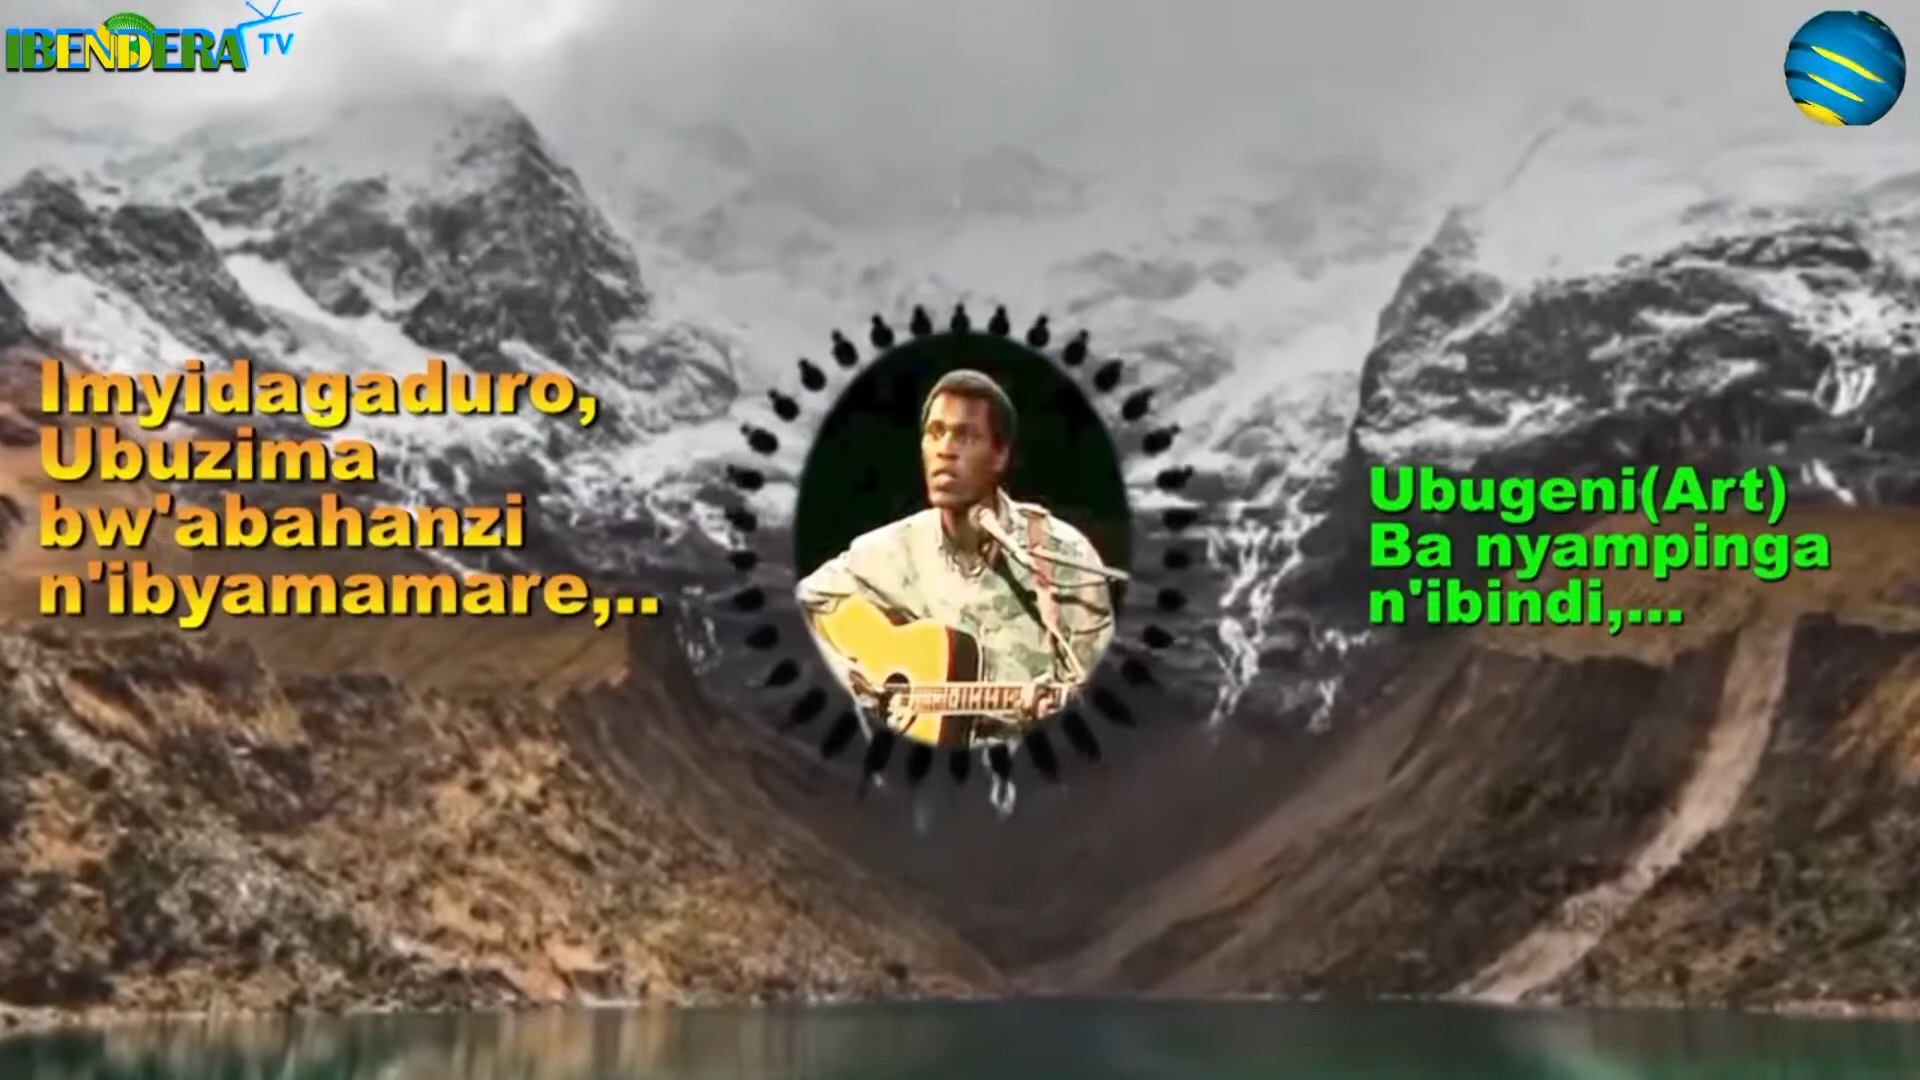 IBENDERA TV
Imyidagaduro,
Ubuzima
bw'abahanzi
n'ibyamamare,..
Ubugeni(Art)
Ba nyampinga
n'ibindi,...